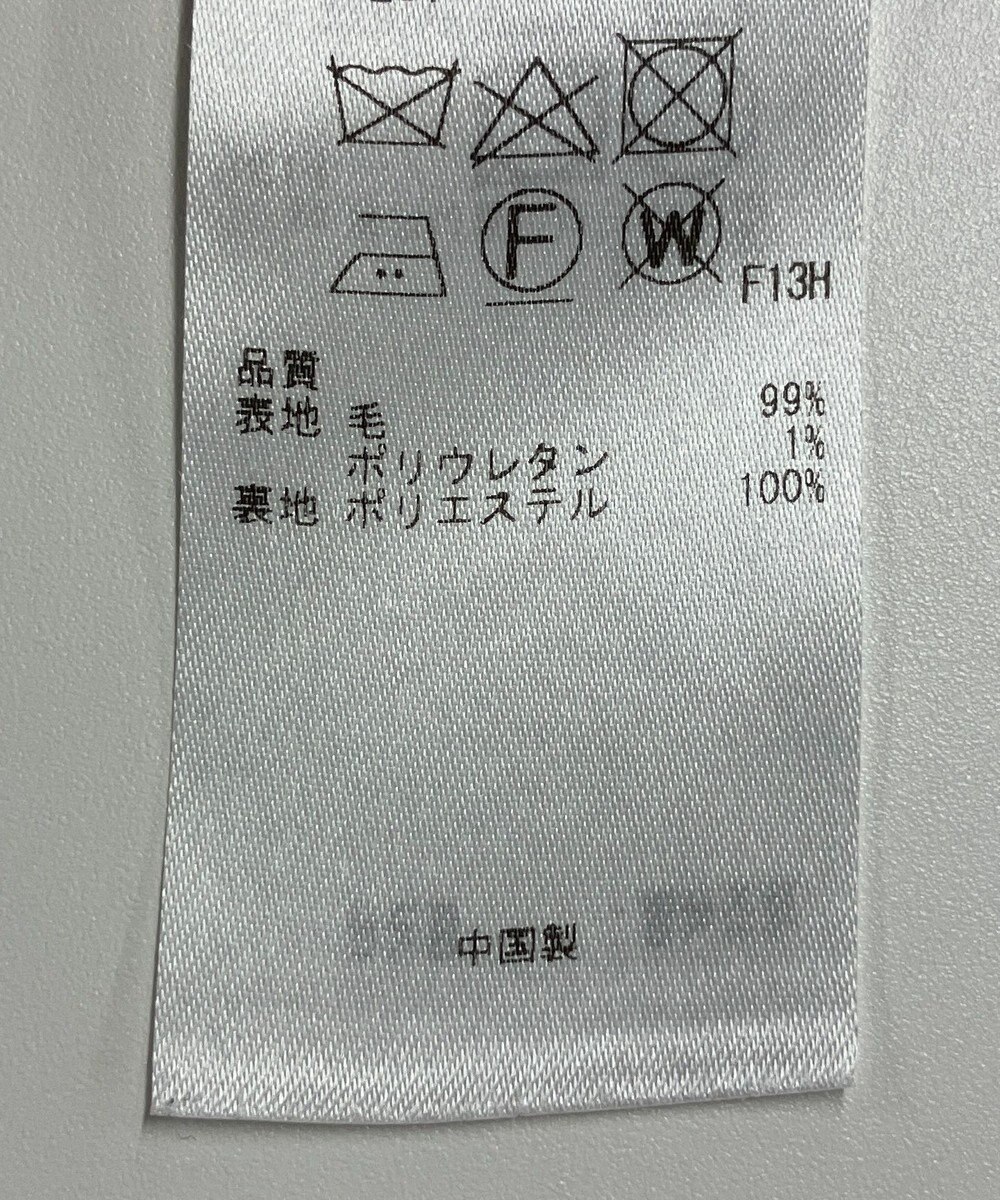 F
W
F13H
品質
表地 毛 99%
ポリウレタン 1%
裏地 ポリエステル 100%
中国製